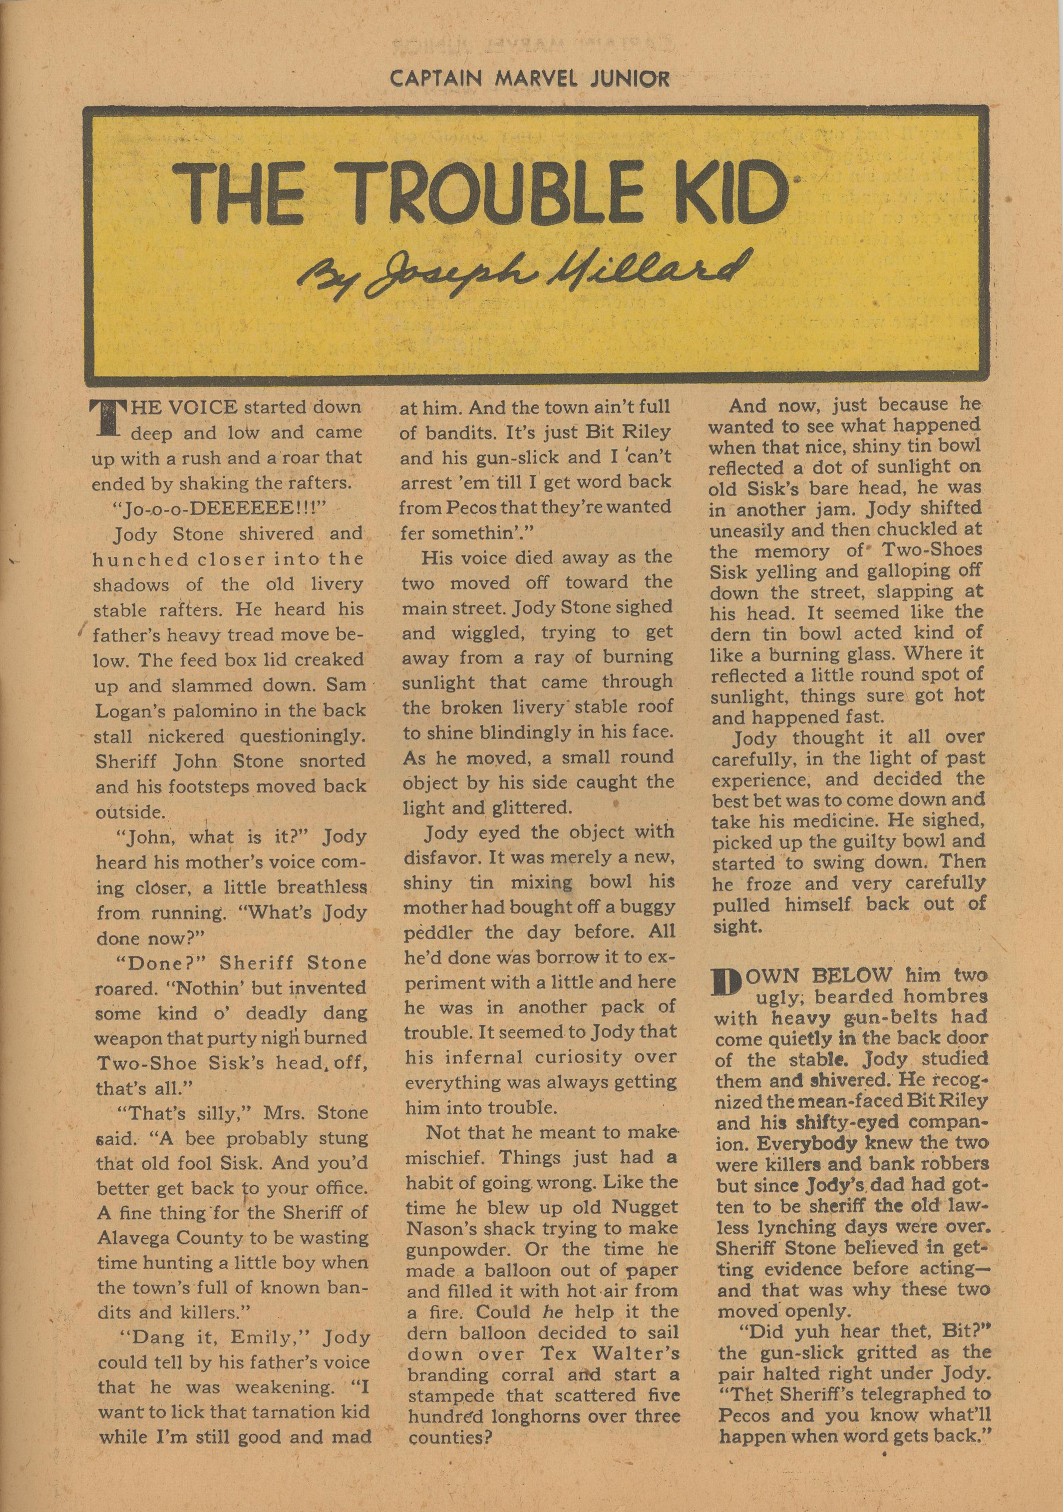 CAPTAIN MARVEL JUNIOR
THE TROUBLE KID
By Joseph Millard
THE VOICE started down
deep and low and came
up with a rush and a roar that
ended by shaking the rafters.
“Jo-o-o-DEEEEEE!!!”
Jody Stone shivered and
hunched closer into the
shadows of the old livery
stable rafters. He heard his
father’s heavy tread move be-
low. The feed box lid creaked
up and slammed down. Sam
Logan’s palomino in the back
stall nickered questioningly.
Sheriff John Stone snorted
and his footsteps moved back
outside.
“John, what is it?” Jody
heard his mother’s voice com-
ing closer, a little breathless
from running. “What’s Jody
done now?”
“Done?” Sheriff Stone
roared. “Nothin’ but invented
some kind o’ deadly dang
weapon that purty nigh burned
Two-Shoe Sisk’s head off,
that’s all.”
“That’s silly,” Mrs. Stone
said. “A bee probably stung
that old fool Sisk. And you’d
better get back to your office.
A fine thing for the Sheriff of
Alavega County to be wasting
time hunting a little boy when
the town’s full of known ban-
dits and killers.”
“Dang it, Emily,” Jody
could tell by his father’s voice
that he was weakening. “I
want to lick that tarnation kid
while I’m still good and mad
at him. And the town ain’t full
of bandits. It’s just Bit Riley
and his gun-slick and I can’t
arrest ’em till I get word back
from Pecos that they’re wanted
fer somethin’.”
His voice died away as the
two moved off toward the
main street. Jody Stone sighed
and wiggled, trying to get
away from a ray of burning
sunlight that came through
the broken livery stable roof
to shine blindingly in his face.
As he moved, a small round
object by his side caught the
light and glittered.
Jody eyed the object with
disfavor. It was merely a new,
shiny tin mixing bowl his
mother had bought off a buggy
peddler the day before. All
he’d done was borrow it to ex-
periment with a little and here
he was in another pack of
trouble. It seemed to Jody that
his infernal curiosity over
everything was always getting
him into trouble.
Not that he meant to make
mischief. Things just had a
habit of going wrong. Like the
time he blew up old Nugget
Nason’s shack trying to make
gunpowder. Or the time he
made a balloon out of paper
and filled it with hot air from
a fire. Could he help it the
dern balloon decided to sail
down over Tex Walter’s
branding corral and start a
stampede that scattered five
hundred longhorns over three
counties?
And now, just because he
wanted to see what happened
when that nice, shiny tin bowl
reflected a dot of sunlight on
old Sisk’s bare head, he was
in another jam. Jody shifted
uneasily and then chuckled at
the memory of Two-Shoes
Sisk yelling and galloping off
down the street, slapping at
his head. It seemed like the
dern tin bowl acted kind of
like a burning glass. Where it
reflected a little round spot of
sunlight, things sure got hot
and happened fast.
Jody thought it all over
carefully, in the light of past
experience, and decided the
best bet was to come down and
take his medicine. He sighed,
picked up the guilty bowl and
started to swing down. Then
he froze and very carefully
pulled himself back out of
sight.
DOWN BELOW him two
ugly, bearded hombres
with heavy gun-belts had
come quietly in the back door
of the stable. Jody studied
them and shivered. He recog-
nized the mean-faced Bit Riley
and his shifty-eyed compan-
ion. Everybody knew the two
were killers and bank robbers
but since Jody’s dad had got-
ten to be sheriff the old law-
less lynching days were over.
Sheriff Stone believed in get-
ting evidence before acting—
and that was why these two
moved openly.
“Did yuh hear thet, Bit?”
the gun-slick gritted as the
pair halted right under Jody.
“Thet Sheriff’s telegraphed to
Pecos and you know what’ll
happen when word gets back.”